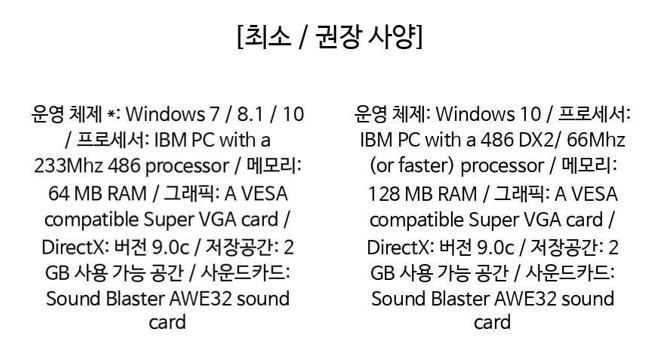 [최소 / 권장 사양]
운영 체제 *: Windows 7 / 8.1 / 10
/ 프로세서: IBM PC with a
233Mhz 486 processor / 메모리:
64 MB RAM / 그래픽: A VESA
compatible Super VGA card /
DirectX: 버전 9.0c / 저장공간: 2
GB 사용 가능 공간 / 사운드카드:
Sound Blaster AWE32 sound
card
운영 체제: Windows 10 / 프로세서:
IBM PC with a 486 DX2/ 66Mhz
(or faster) processor / 메모리:
128 MB RAM / 그래픽: A VESA
compatible Super VGA card /
DirectX: 버전 9.0c / 저장공간: 2
GB 사용 가능 공간 / 사운드카드:
Sound Blaster AWE32 sound
card